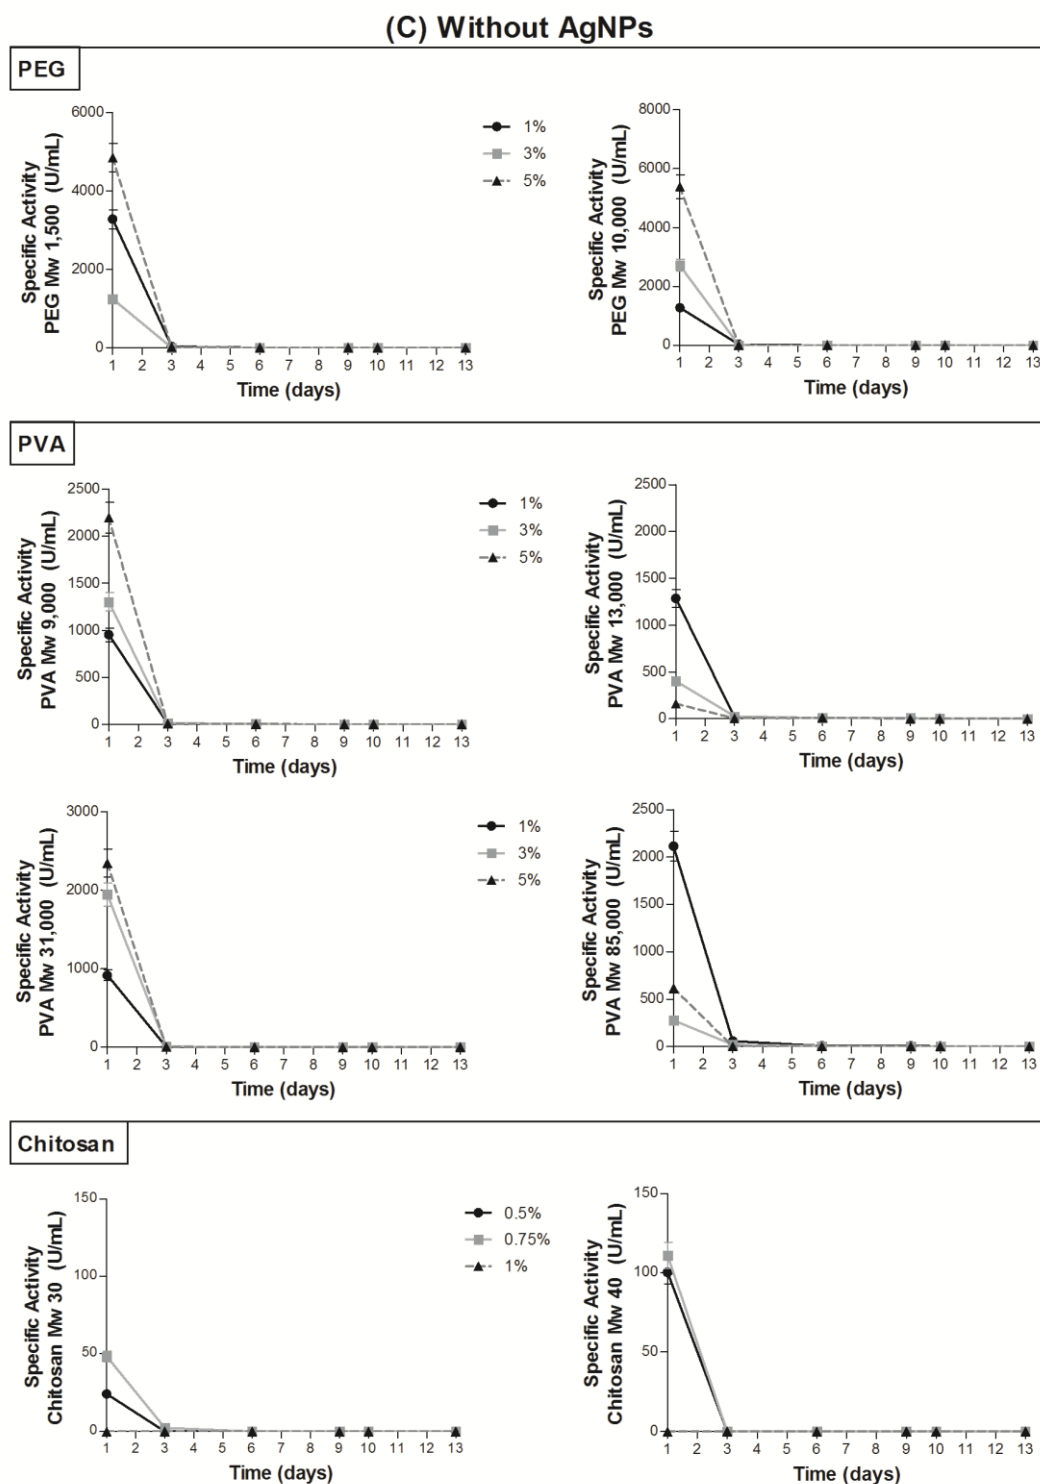 (C) Without AgNPs
PEG
Specific Activity
PEG Mw 1,500 (U/mL)
6000
4000
2000
0
1 2 3 4 5 6 7 8 9 10 11 12 13
Time (days)
1%
3%
5%
Specific Activity
PEG Mw 10,000 (U/mL)
8000
6000
4000
2000
0
1 2 3 4 5 6 7 8 9 10 11 12 13
Time (days)
PVA
Specific Activity
PVA Mw 9,000 (U/mL)
2500
2000
1500
1000
500
0
1 2 3 4 5 6 7 8 9 10 11 12 13
Time (days)
1%
3%
5%
Specific Activity
PVA Mw 13,000 (U/mL)
2500
2000
1500
1000
500
0
1 2 3 4 5 6 7 8 9 10 11 12 13
Time (days)
Specific Activity
PVA Mw 31,000 (U/mL)
3000
2000
1000
0
1 2 3 4 5 6 7 8 9 10 11 12 13
Time (days)
1%
3%
5%
Specific Activity
PVA Mw 85,000 (U/mL)
2500
2000
1500
1000
500
0
1 2 3 4 5 6 7 8 9 10 11 12 13
Time (days)
Chitosan
Specific Activity
Chitosan Mw 30 (U/mL)
150
100
50
0
1 2 3 4 5 6 7 8 9 10 11 12 13
Time (days)
0.5%
0.75%
1%
Specific Activity
Chitosan Mw 40 (U/mL)
150
100
50
0
1 2 3 4 5 6 7 8 9 10 11 12 13
Time (days)